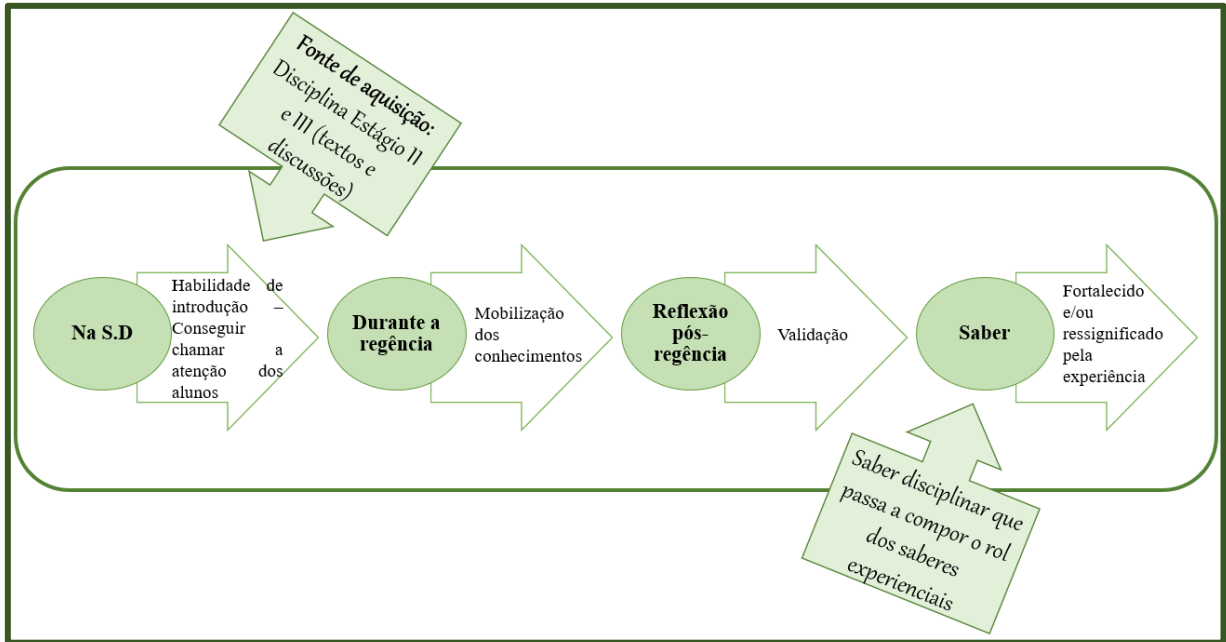 Fonte de aquisição:
Disciplina Estágio II
e III (textos e
discussões)
Na S.D
Habilidade de
introdução –
Conseguir
chamar a
atenção dos
alunos
Durante a
regência
Mobilização
dos
conhecimentos
Reflexão
pós-
regência
Validação
Saber
Fortalecido
e/ou
ressignificado
pela
experiência
Saber disciplinar que
passa a compor o rol
dos saberes
experienciais